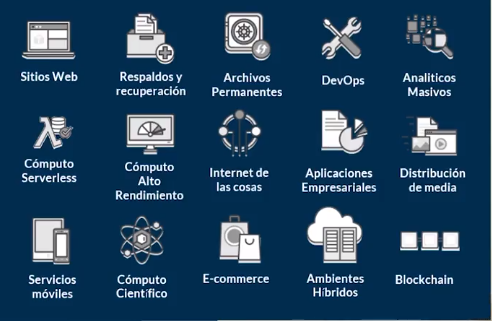 Sitios Web
Respaldos y
recuperación
Archivos
Permanentes
DevOps
Analiticos
Masivos
Cómputo
Serverless
Cómputo
Alto
Rendimiento
Internet de
las cosas
Aplicaciones
Empresariales
Distribución
de media
Servicios
móviles
Cómputo
Científico
E-commerce
Ambientes
Híbridos
Blockchain